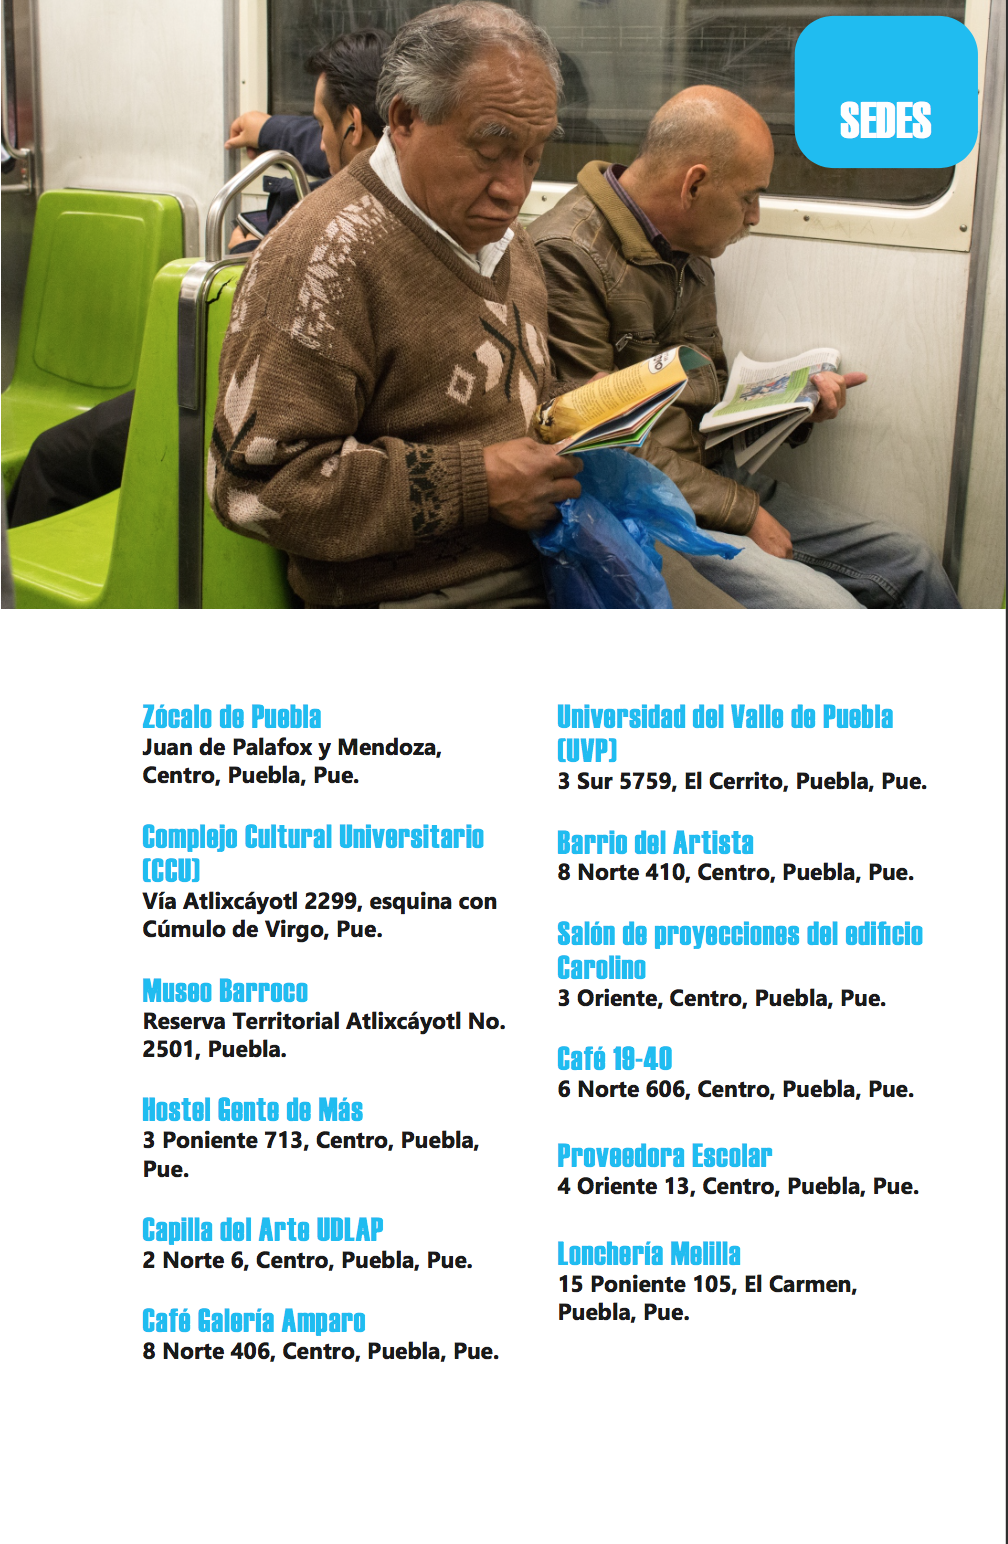 SEDES
Zócalo de Puebla
Juan de Palafox y Mendoza,
Centro, Puebla, Pue.
Complejo Cultural Universitario
(CCU)
Vía Atlixcáyotl 2299, esquina con
Cúmulo de Virgo, Pue.
Museo Barroco
Reserva Territorial Atlixcáyotl No.
2501, Puebla.
Hostel Gente de Más
3 Poniente 713, Centro, Puebla,
Pue.
Capilla del Arte UDLAP
2 Norte 6, Centro, Puebla, Pue.
Café Galería Amparo
8 Norte 406, Centro, Puebla, Pue.
Universidad del Valle de Puebla
(UVP)
3 Sur 5759, El Cerrito, Puebla, Pue.
Barrio del Artista
8 Norte 410, Centro, Puebla, Pue.
Salón de proyecciones del edificio
Carolino
3 Oriente, Centro, Puebla, Pue.
Café 19-40
6 Norte 606, Centro, Puebla, Pue.
Proveedora Escolar
4 Oriente 13, Centro, Puebla, Pue.
Lonchería Melilla
15 Poniente 105, El Carmen,
Puebla, Pue.